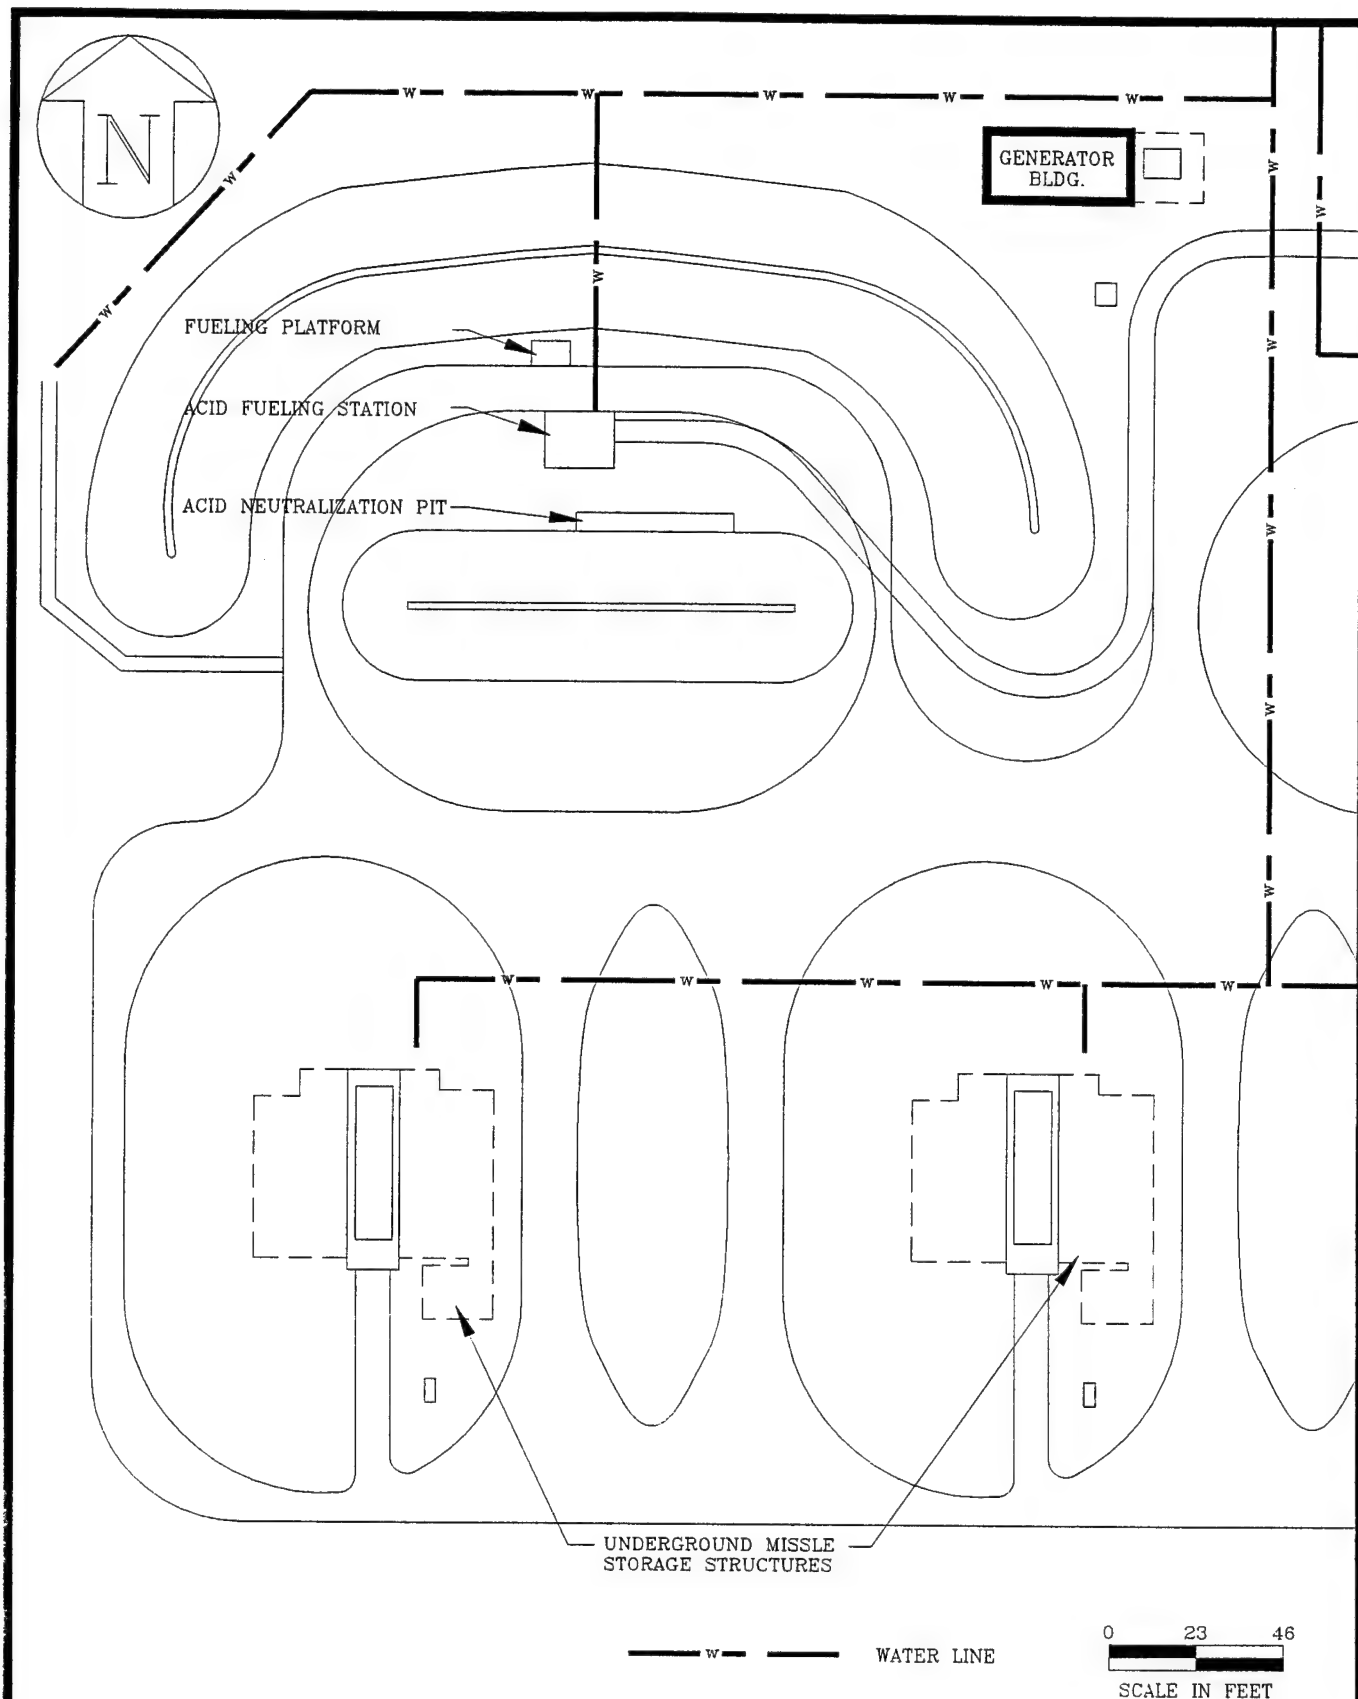 W W W W W
N
GENERATOR
BLDG.
W
W
W
W
W
FUELING PLATFORM
W
W
ACID FUELING STATION
ACID NEUTRALIZATION PIT
W
W
W
W W W W W
UNDERGROUND MISSLE
STORAGE STRUCTURES
W WATER LINE
0 23 46
SCALE IN FEET